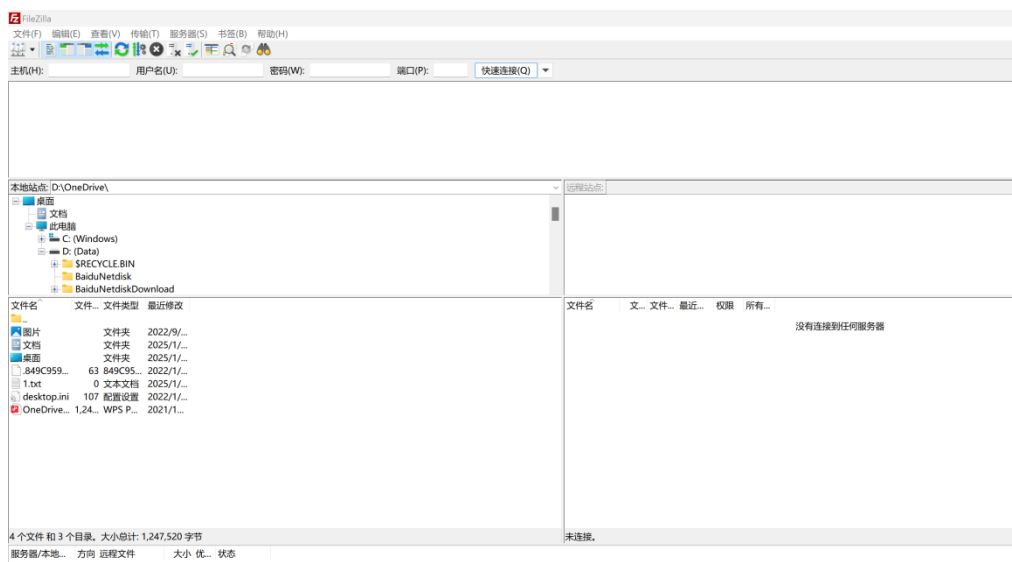 FileZilla
文件(F) 编辑(E) 查看(V) 传输(T) 服务器(S) 书签(B) 帮助(H)
主机(H): 用户名(U): 密码(W): 端口(P): 快速连接(Q)
本地站点: D:\OneDrive\ 远程站点:
桌面
文档
此电脑
C: (Windows)
D: (Data)
$RECYCLE.BIN
BaiduNetdisk
BaiduNetdiskDownload
文件名 文件... 文件类型 最近修改
..
图片 文件夹 2022/9/...
文档 文件夹 2025/1/...
桌面 文件夹 2025/1/...
.849C959... 63 849C95... 2022/1/...
1.txt 0 文本文档 2025/1/...
desktop.ini 107 配置设置 2022/1/...
OneDrive... 1,24... WPS P... 2021/1...
4 个文件 和 3 个目录。大小总计: 1,247,520 字节
文件名 文... 文件... 最近... 权限 所有...
没有连接到任何服务器
未连接。
服务器/本地... 方向 远程文件 大小 优... 状态